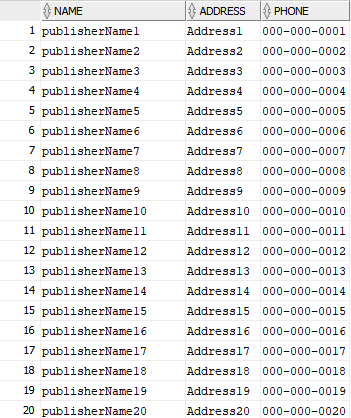 NAME ADDRESS PHONE
1 publisherName1 Address1 000-000-0001
2 publisherName2 Address2 000-000-0002
3 publisherName3 Address3 000-000-0003
4 publisherName4 Address4 000-000-0004
5 publisherName5 Address5 000-000-0005
6 publisherName6 Address6 000-000-0006
7 publisherName7 Address7 000-000-0007
8 publisherName8 Address8 000-000-0008
9 publisherName9 Address9 000-000-0009
10 publisherName10 Address10 000-000-0010
11 publisherName11 Address11 000-000-0011
12 publisherName12 Address12 000-000-0012
13 publisherName13 Address13 000-000-0013
14 publisherName14 Address14 000-000-0014
15 publisherName15 Address15 000-000-0015
16 publisherName16 Address16 000-000-0016
17 publisherName17 Address17 000-000-0017
18 publisherName18 Address18 000-000-0018
19 publisherName19 Address19 000-000-0019
20 publisherName20 Address20 000-000-0020